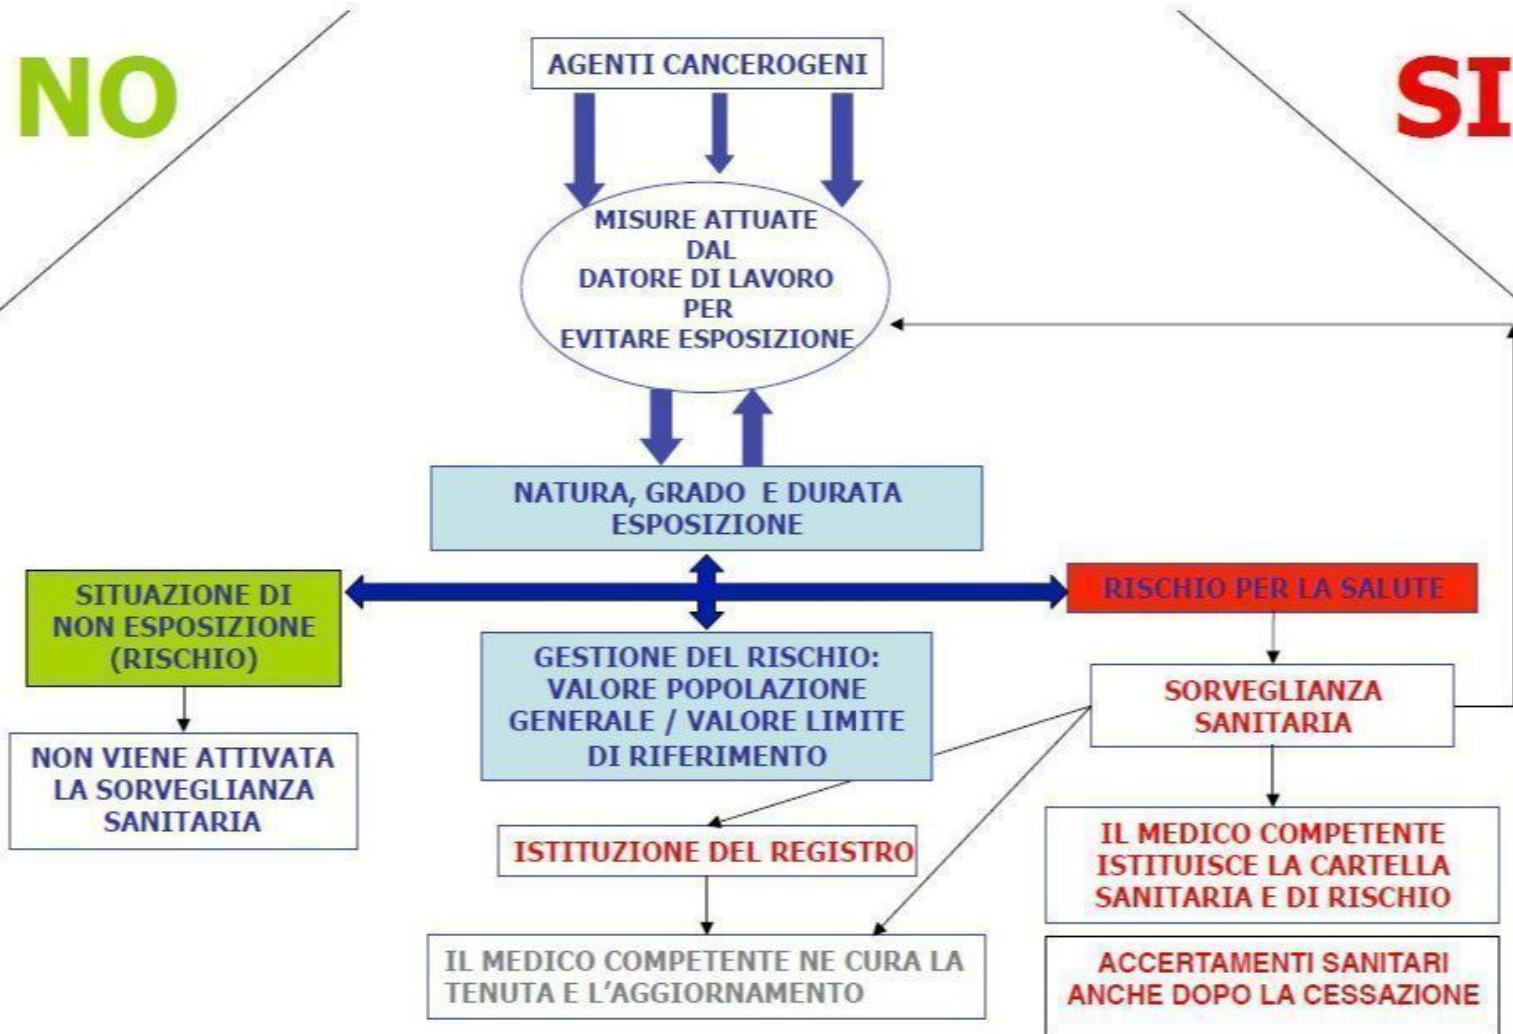 NO
SI
AGENTI CANCEROGENI
MISURE ATTUATE
DAL
DATORE DI LAVORO
PER
EVITARE ESPOSIZIONE
NATURA, GRADO E DURATA
ESPOSIZIONE
SITUAZIONE DI
NON ESPOSIZIONE
(RISCHIO)
NON VIENE ATTIVATA
LA SORVEGLIANZA
SANITARIA
GESTIONE DEL RISCHIO:
VALORE POPOLAZIONE
GENERALE / VALORE LIMITE
DI RIFERIMENTO
RISCHIO PER LA SALUTE
SORVEGLIANZA
SANITARIA
ISTITUZIONE DEL REGISTRO
IL MEDICO COMPETENTE NE CURA LA
TENUTA E L'AGGIORNAMENTO
IL MEDICO COMPETENTE
ISTITUISCE LA CARTELLA
SANITARIA E DI RISCHIO
ACCERTAMENTI SANITARI
ANCHE DOPO LA CESSAZIONE